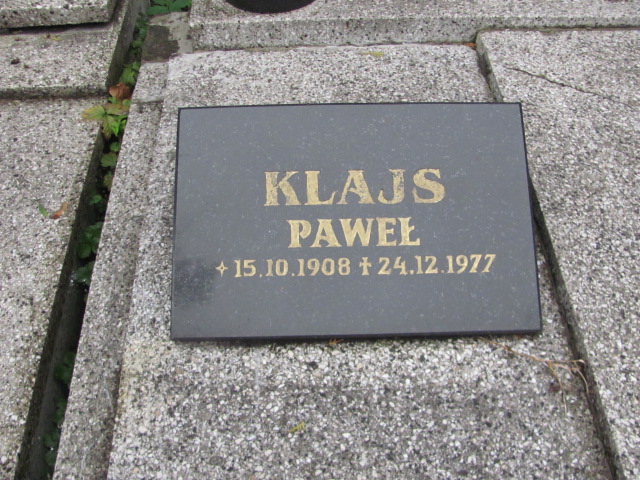 KLAJS
PAWEŁ
✧ 15.10.1908 ✝ 24.12.1977